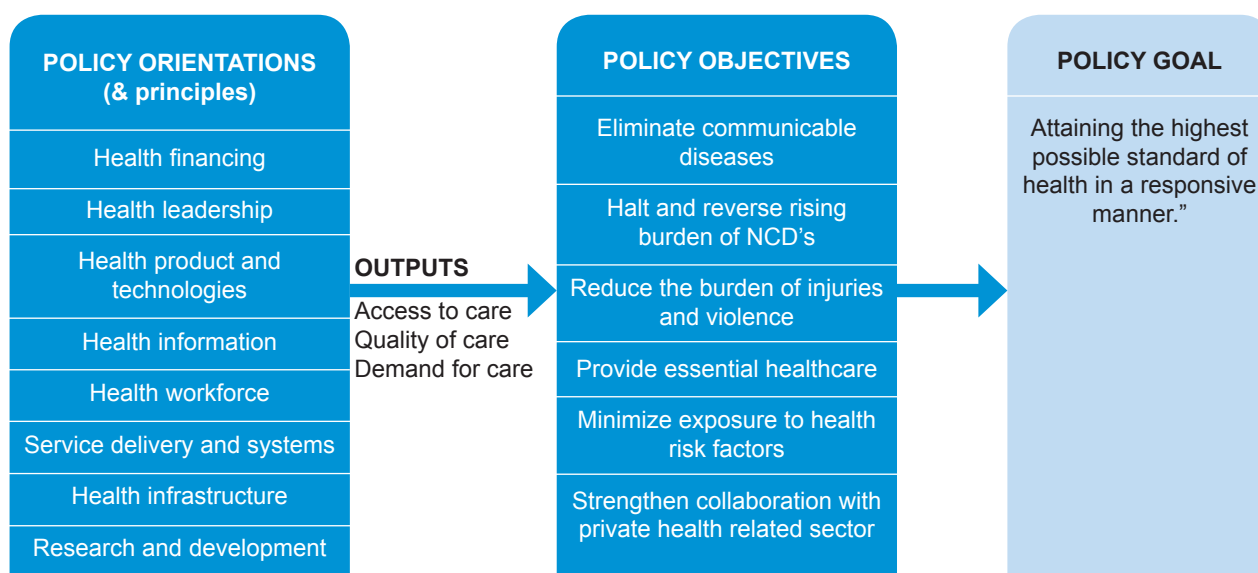 POLICY ORIENTATIONS
(& principles)
Health financing
Health leadership
Health product and
technologies
Health information
Health workforce
Service delivery and systems
Health infrastructure
Research and development
OUTPUTS
Access to care
Quality of care
Demand for care
POLICY OBJECTIVES
Eliminate communicable
diseases
Halt and reverse rising
burden of NCD’s
Reduce the burden of injuries
and violence
Provide essential healthcare
Minimize exposure to health
risk factors
Strengthen collaboration with
private health related sector
POLICY GOAL
Attaining the highest
possible standard of
health in a responsive
manner.”